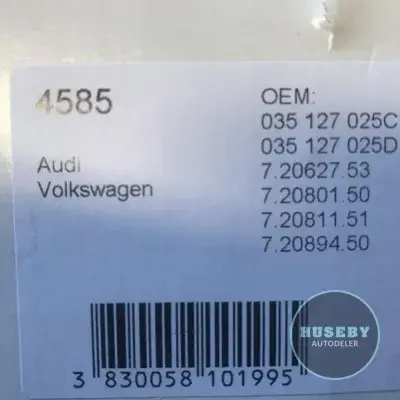 4585
Audi
Volkswagen
OEM:
035 127 025C
035 127 025D
7.20627.53
7.20801.50
7.20811.51
7.20894.50
3 830058 101995
HUSEBY
AUTODELER